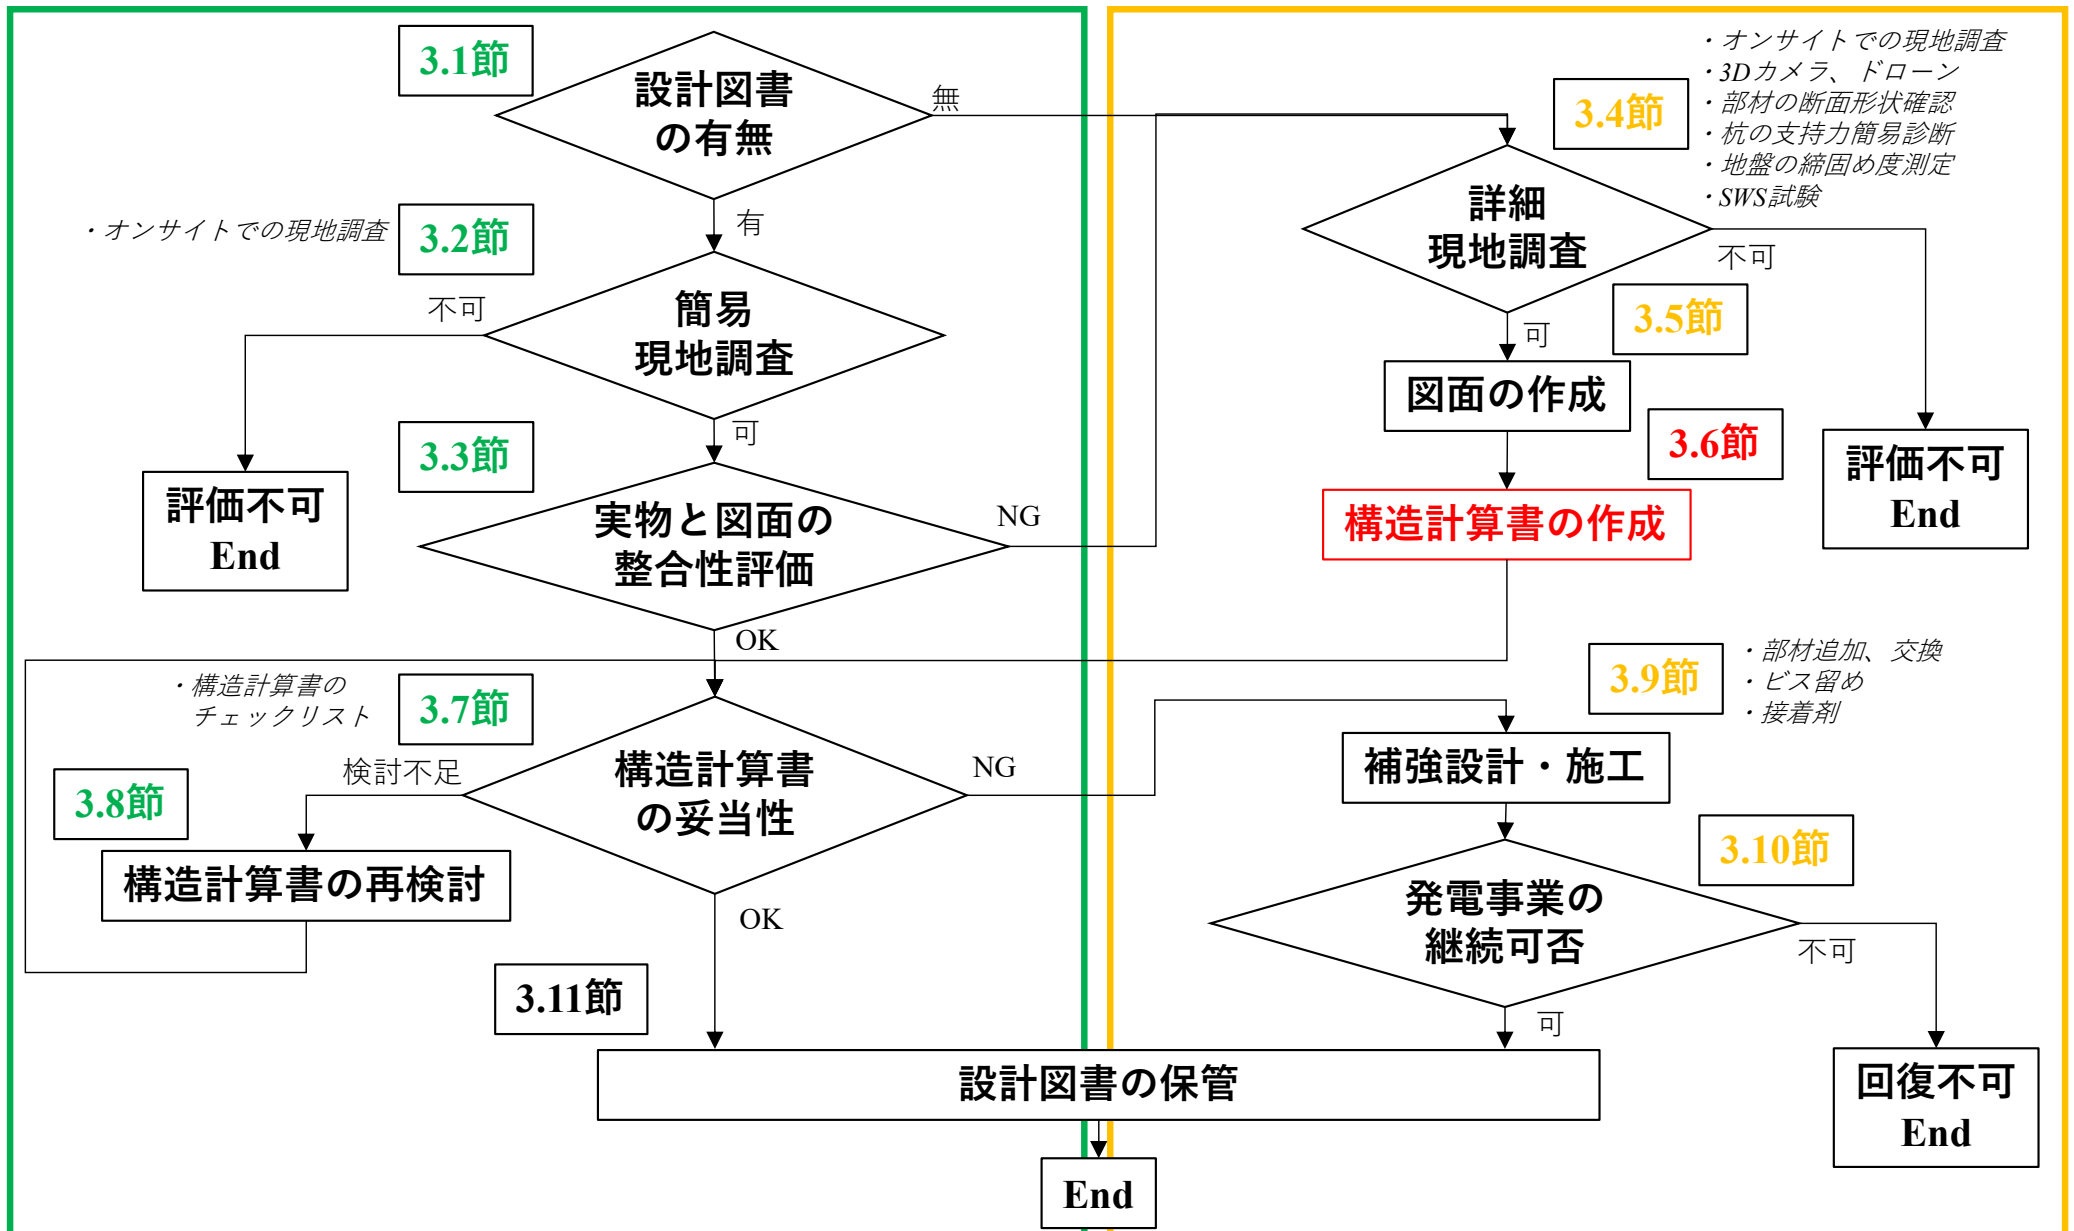 3.1節
設計図書
の有無
無
有
・オンサイトでの現地調査
3.2節
簡易
現地調査
不可
可
評価不可
End
3.3節
実物と図面の
整合性評価
NG
OK
3.4節
・オンサイトでの現地調査
・3Dカメラ、ドローン
・部材の断面形状確認
・杭の支持力簡易診断
・地盤の締固め度測定
・SWS試験
詳細
現地調査
不可
可
評価不可
End
3.5節
図面の作成
3.6節
構造計算書の作成
・構造計算書の
チェックリスト
3.7節
構造計算書
の妥当性
検討不足
NG
OK
3.8節
構造計算書の再検討
3.9節
・部材追加、交換
・ビス留め
・接着剤
補強設計・施工
3.10節
発電事業の
継続可否
不可
可
回復不可
End
3.11節
設計図書の保管
End